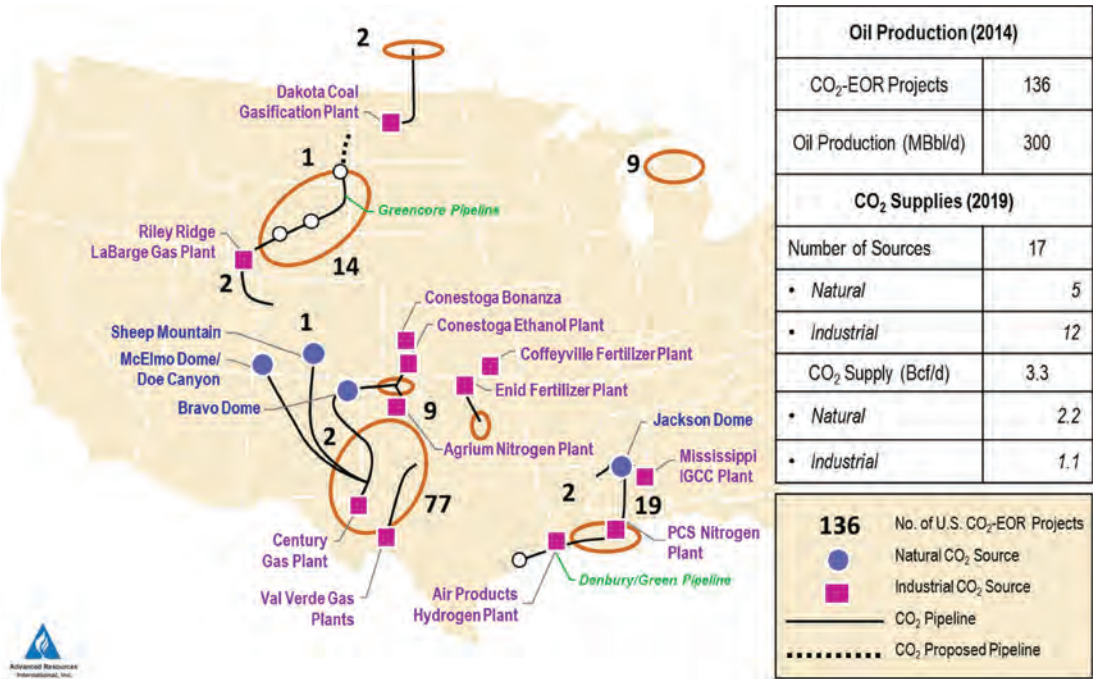 2
Dakota Coal
Gasification Plant
1
9
Greencore Pipeline
Riley Ridge
LaBarge Gas Plant
14
2
Conestoga Bonanza
1
Conestoga Ethanol Plant
Sheep Mountain
Coffeyville Fertilizer Plant
McElmo Dome/
Doe Canyon
Enid Fertilizer Plant
Bravo Dome
9
Jackson Dome
2
Agrium Nitrogen Plant
Mississippi
IGCC Plant
2
77
19
Century
Gas Plant
PCS Nitrogen
Plant
Denbury/Green Pipeline
Val Verde Gas
Plants
Air Products
Hydrogen Plant
Advanced Resources
International, Inc.
Oil Production (2014)
CO₂-EOR Projects 136
Oil Production (MBbl/d) 300
CO₂ Supplies (2019)
Number of Sources 17
• Natural 5
• Industrial 12
CO₂ Supply (Bcf/d) 3.3
• Natural 2.2
• Industrial 1.1
136 No. of U.S. CO₂-EOR Projects
Natural CO₂ Source
Industrial CO₂ Source
CO₂ Pipeline
CO₂ Proposed Pipeline